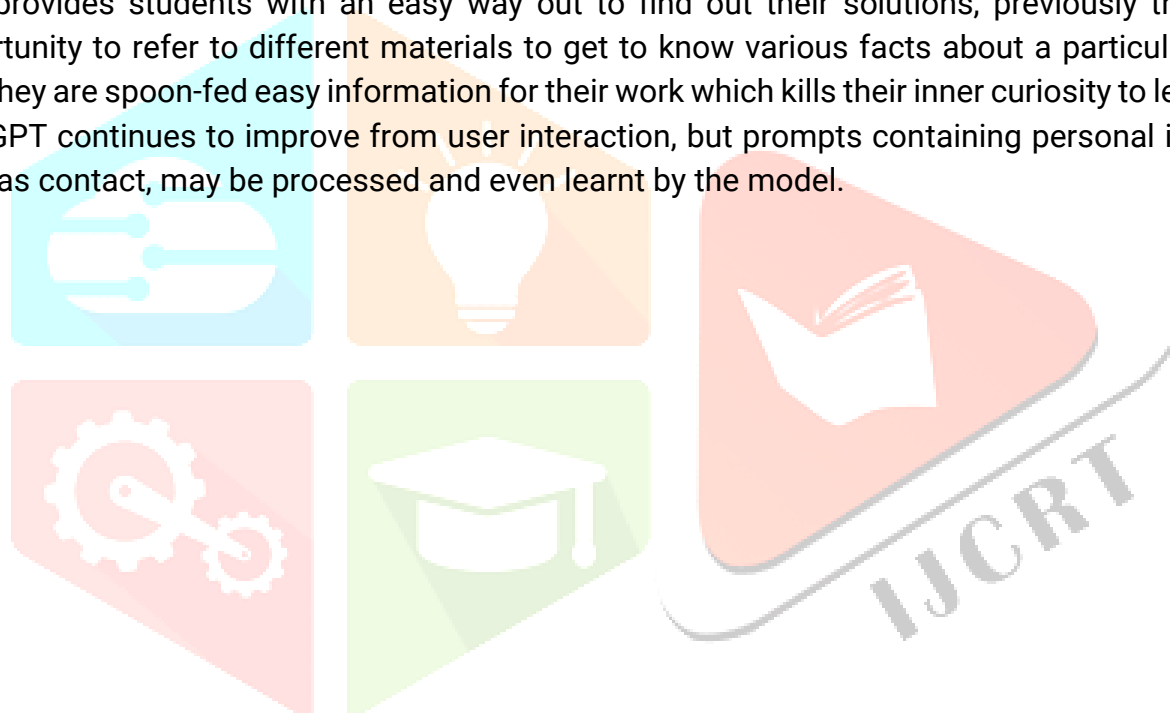 provides students with an easy way out to find out their solutions, previously th
rtunity to refer to different materials to get to know various facts about a particul
hey are spoon-fed easy information for their work which kills their inner curiosity to le
GPT continues to improve from user interaction, but prompts containing personal i
as contact, may be processed and even learnt by the model.
IJCRT